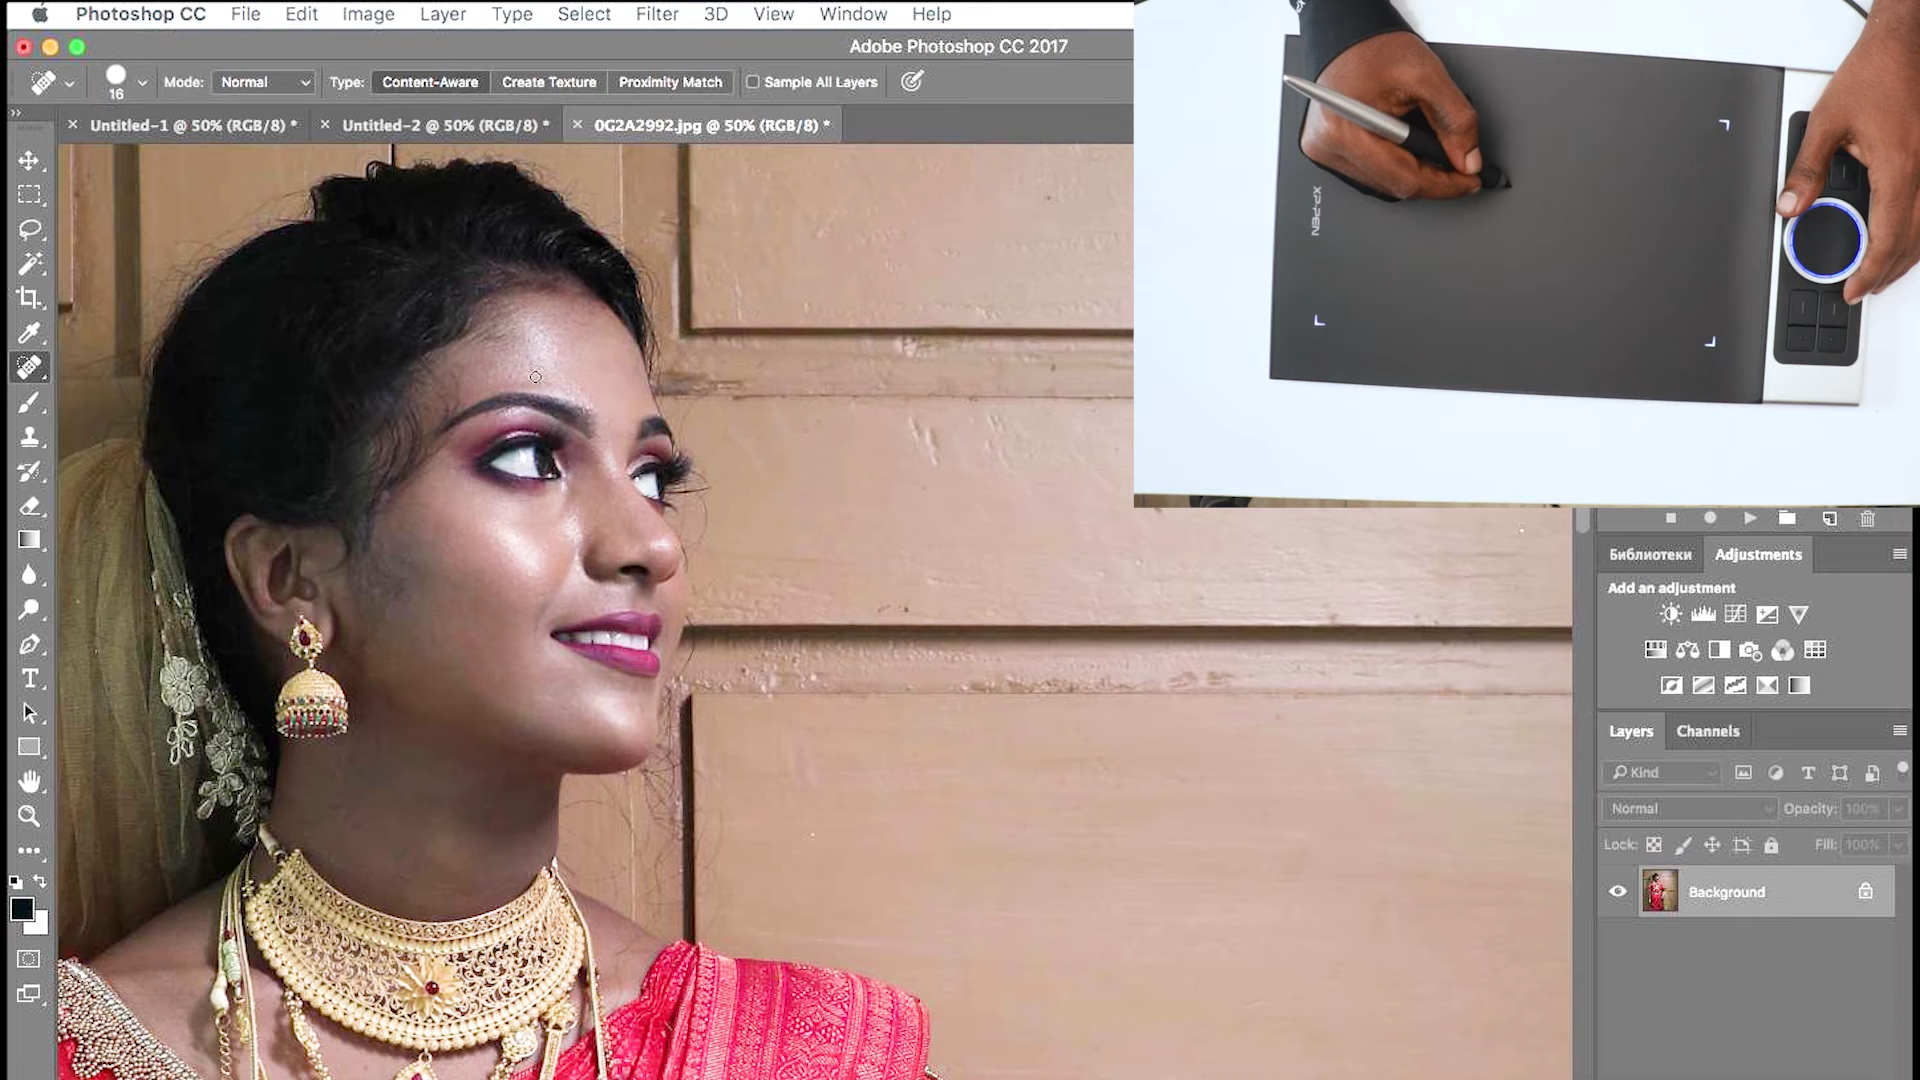 Photoshop CC File Edit Image Layer Type Select Filter 3D View Window Help
Adobe Photoshop CC 2017
16 Mode: Normal Type: Content-Aware Create Texture Proximity Match Sample All Layers
Untitled-1 @ 50% (RGB/8) * Untitled-2 @ 50% (RGB/8) * 0G2A2992.jpg @ 50% (RGB/8) *
XP-PEN
Библиотеки Adjustments
Add an adjustment
Layers Channels
Kind
Normal Opacity: 100%
Lock: Fill: 100%
Background